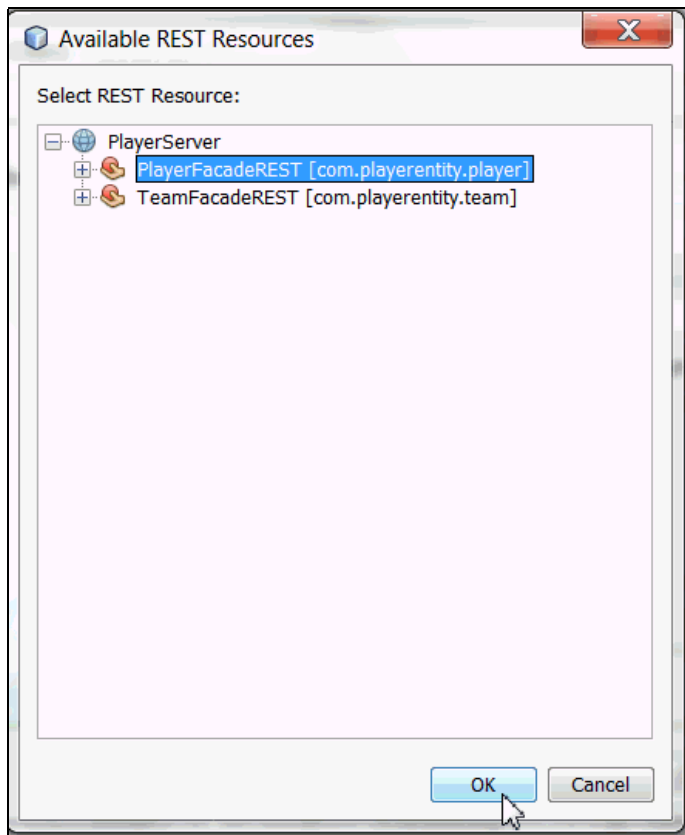 Available REST Resources
Select REST Resource:
PlayerServer
PlayerFacadeREST [com.playerentity.player]
TeamFacadeREST [com.playerentity.team]
OK Cancel